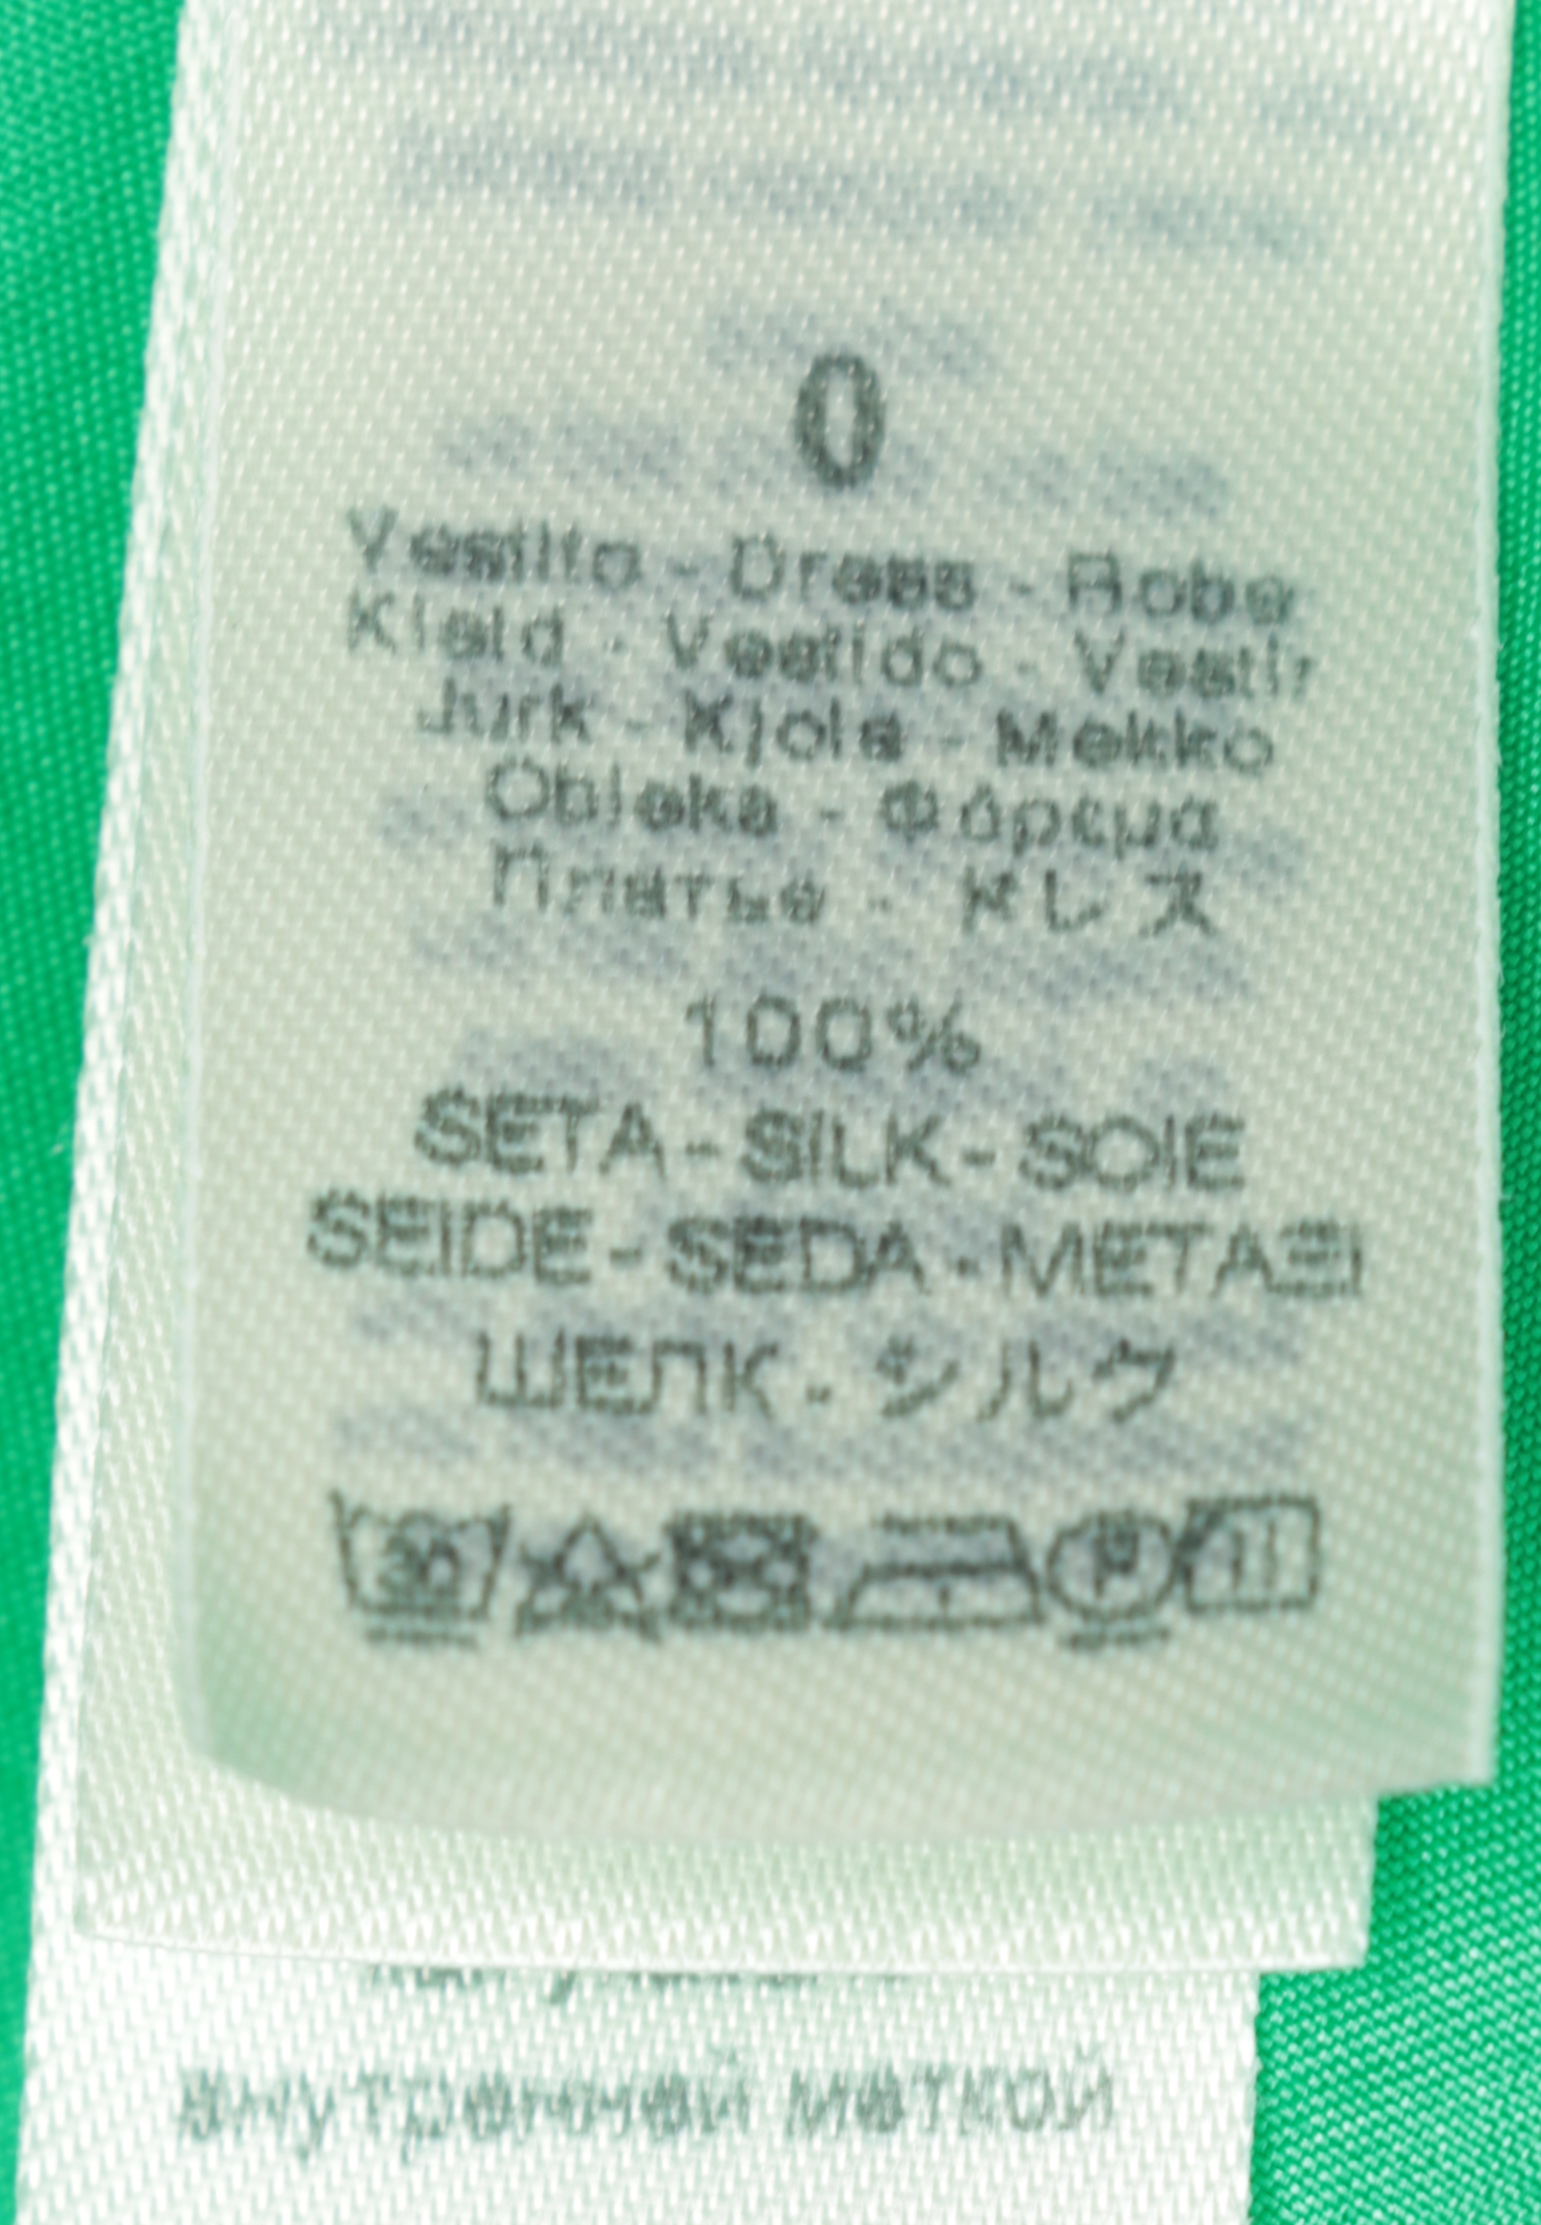 0
Vestito - Dress - Robe
Kleid - Vestido - Vestir
Jurk - Kjole - Mekko
Obleka - Φόρεμα
Платье - ドレス
100%
SETA - SILK - SOIE
SEIDE - SEDA - ΜΕΤΑΞΙ
ШЕЛК - シルク
30 P
внутренней меткой